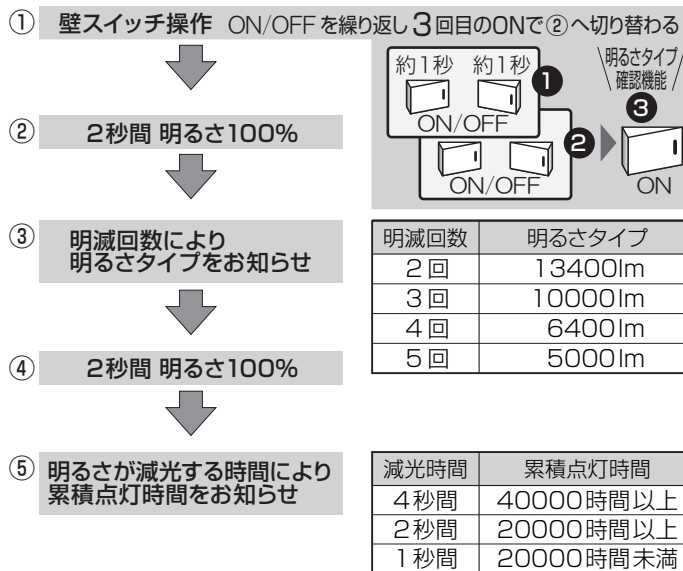 ① 壁スイッチ操作 ON/OFFを繰り返し3回目のONで②へ切り替わる
約1秒 約1秒
ON/OFF
❶
ON/OFF
❷
明るさタイプ
確認機能
❸
ON
② 2秒間 明るさ100%
③ 明滅回数により
明るさタイプをお知らせ
明滅回数 明るさタイプ
2回 13400lm
3回 10000lm
4回 6400lm
5回 5000lm
④ 2秒間 明るさ100%
⑤ 明るさが減光する時間により
累積点灯時間をお知らせ
減光時間 累積点灯時間
4秒間 40000時間以上
2秒間 20000時間以上
1秒間 20000時間未満